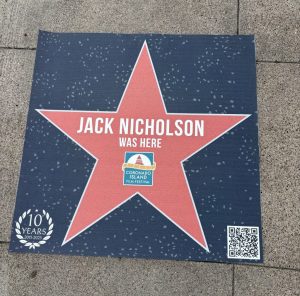 JACK NICHOLSON
WAS HERE
CORONADO
ISLAND
FILM FESTIVAL
10
YEARS